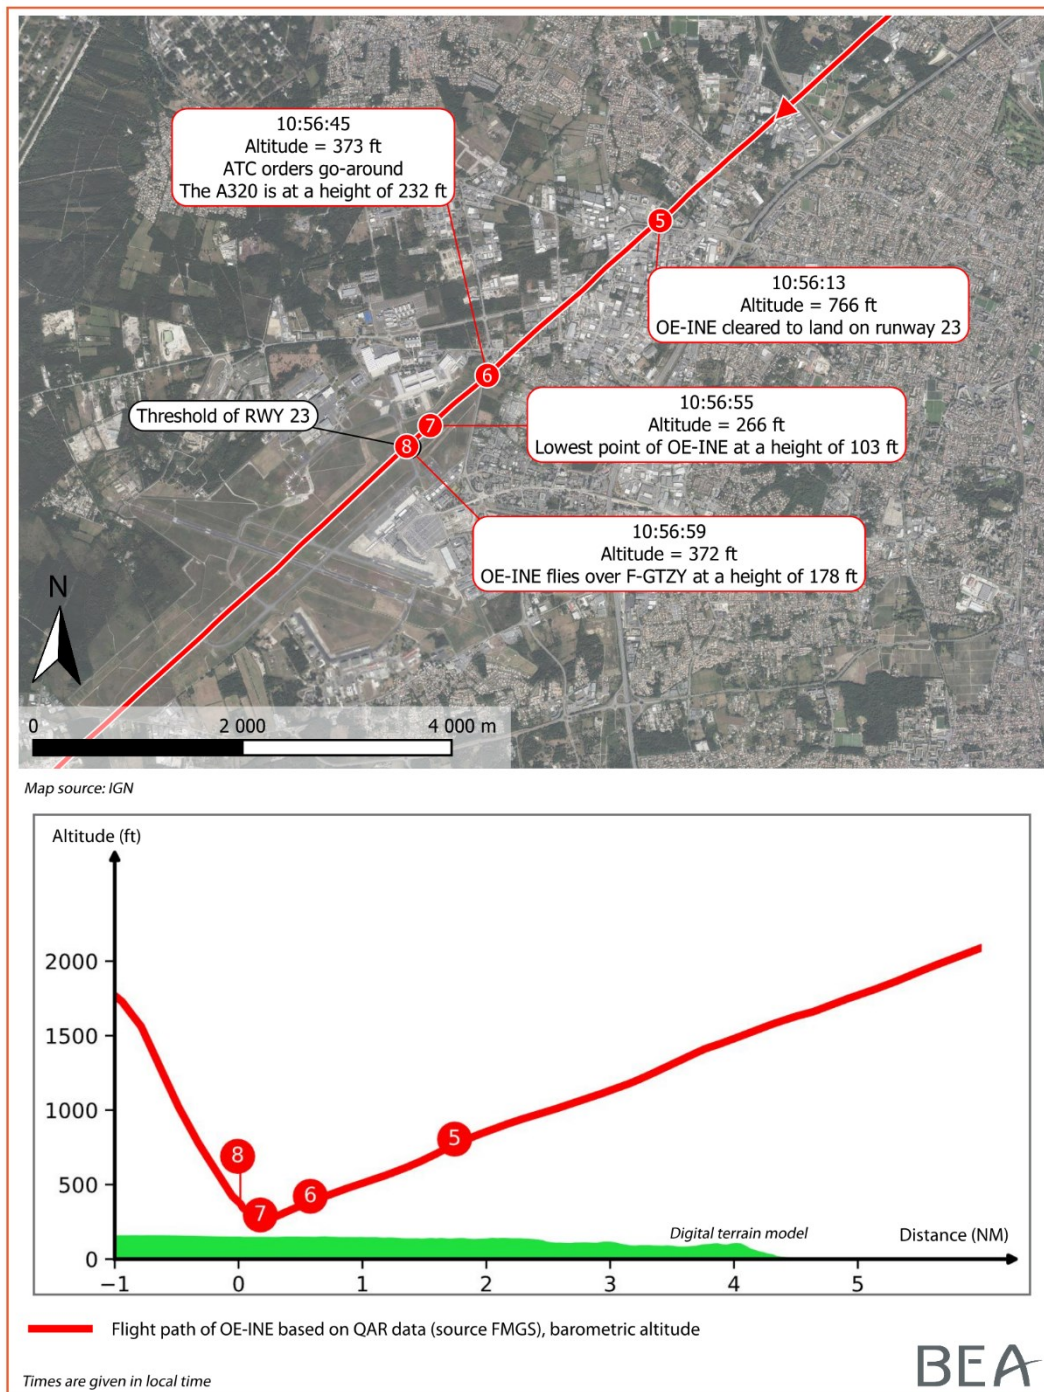 10:56:45
Altitude = 373 ft
ATC orders go-around
The A320 is at a height of 232 ft
5
10:56:13
Altitude = 766 ft
OE-INE cleared to land on runway 23
6
Threshold of RWY 23
7
10:56:55
Altitude = 266 ft
Lowest point of OE-INE at a height of 103 ft
8
10:56:59
Altitude = 372 ft
OE-INE flies over F-GTZY at a height of 178 ft
N
0 2 000 4 000 m
Map source: IGN
Altitude (ft)
2000
1500
1000
500
0
8
7
6
5
Digital terrain model
Distance (NM)
−1 0 1 2 3 4 5
Flight path of OE-INE based on QAR data (source FMGS), barometric altitude
Times are given in local time
BEA